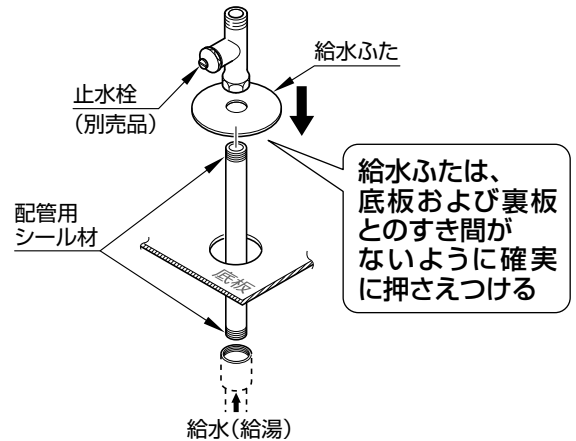 給水ふた
止水栓
（別売品）
給水ふたは、
底板および裏板
とのすき間が
ないように確実
に押さえつける
配管用
シール材
底板
給水（給湯）